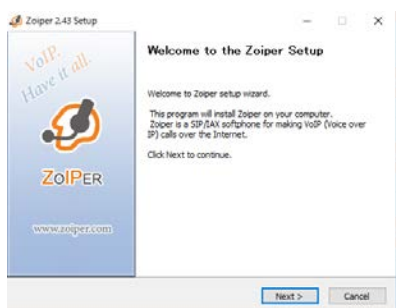 Zoiper 2.43 Setup
VoIP.
Have it all.
ZOIPER
www.zoiper.com
Welcome to the Zoiper Setup
Welcome to Zoiper setup wizard.
This program will install Zoiper on your computer.
Zoiper is a SIP/IAX softphone for making VoIP (Voice over
IP) calls over the Internet.
Click Next to continue.
Next >
Cancel